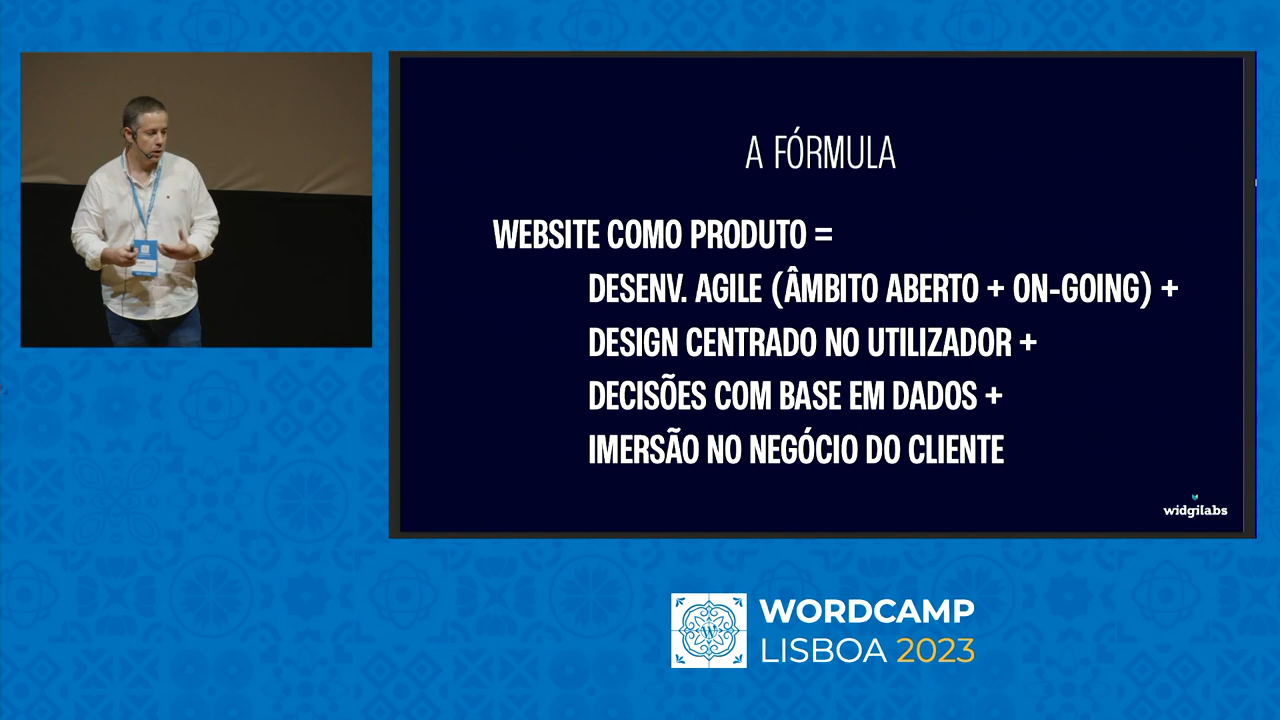 A FÓRMULA
WEBSITE COMO PRODUTO =
DESENV. AGILE (ÂMBITO ABERTO + ON-GOING) +
DESIGN CENTRADO NO UTILIZADOR +
DECISÕES COM BASE EM DADOS +
IMERSÃO NO NEGÓCIO DO CLIENTE
widgilabs
WORDCAMP
LISBOA 2023